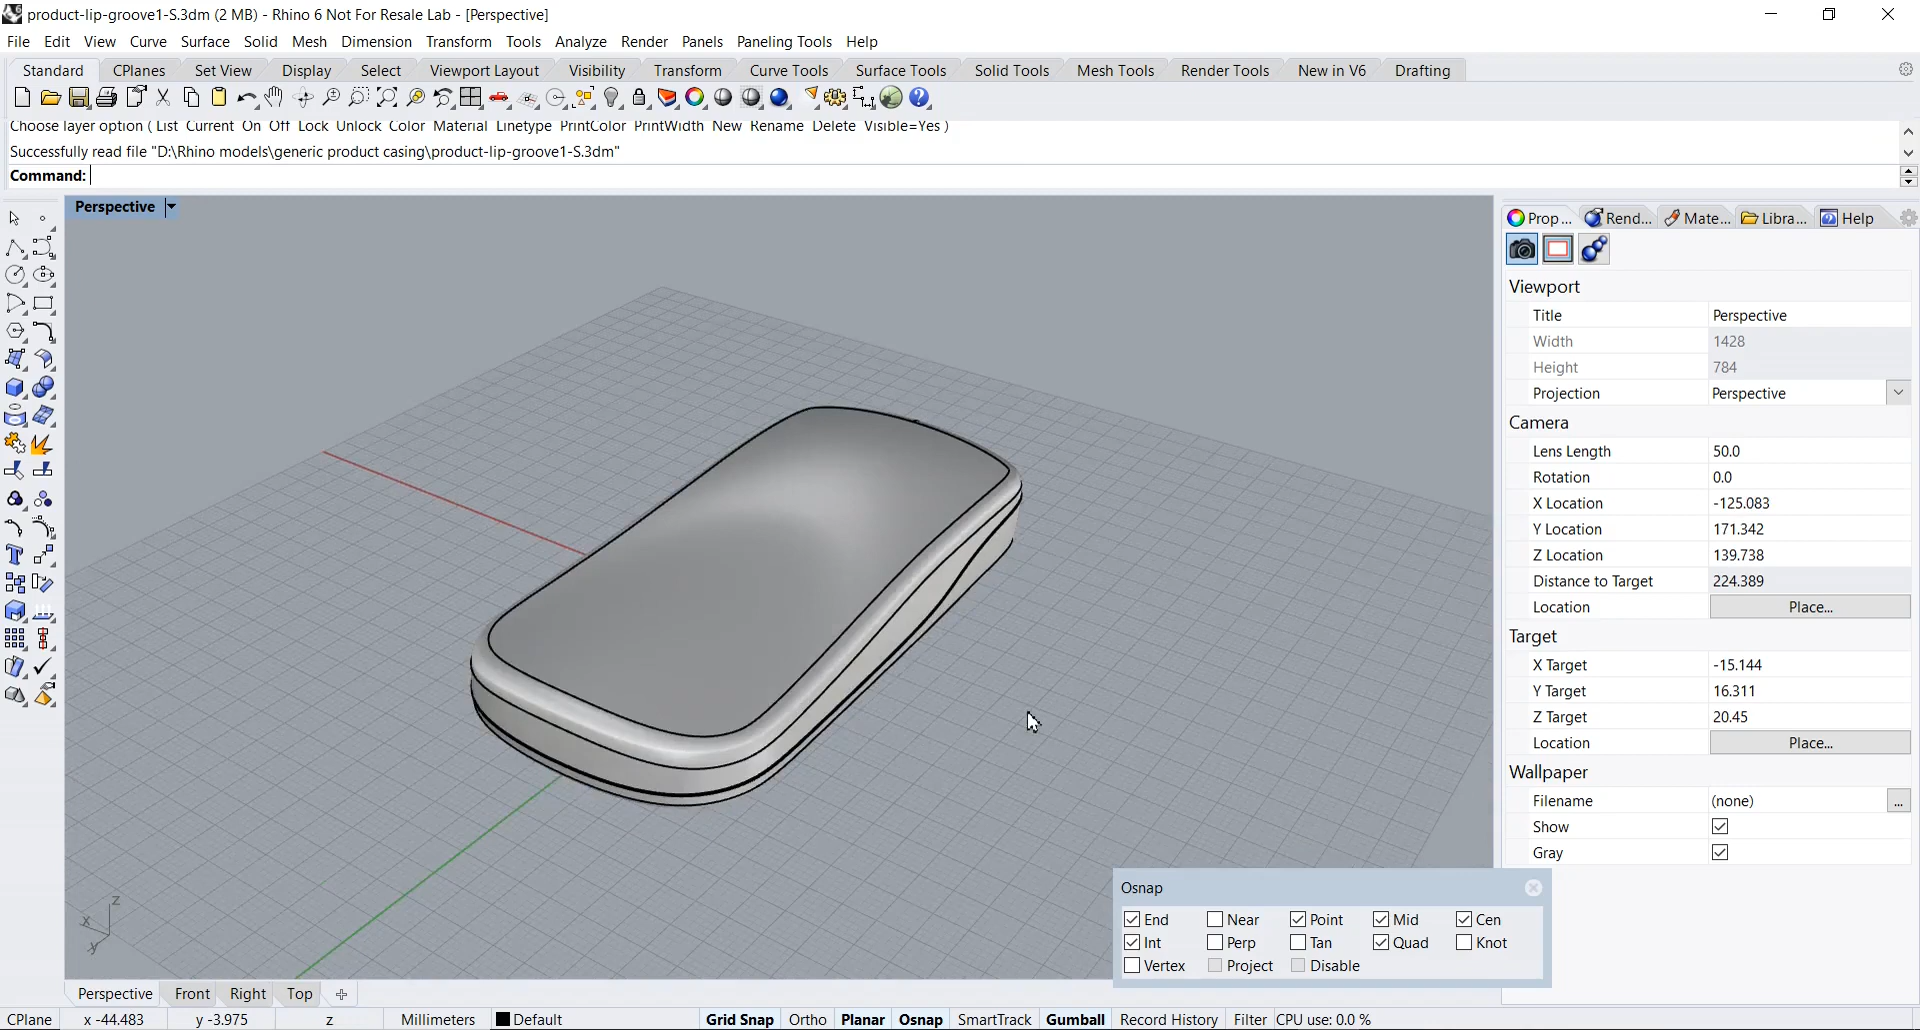 product-lip-groove1-S.3dm (2 MB) - Rhino 6 Not For Resale Lab - [Perspective]
File Edit View Curve Surface Solid Mesh Dimension Transform Tools Analyze Render Panels Paneling Tools Help
Standard CPlanes Set View Display Select Viewport Layout Visibility Transform Curve Tools Surface Tools Solid Tools Mesh Tools Render Tools New in V6 Drafting
Choose layer option ( List Current On Off Lock Unlock Color Material Linetype PrintColor PrintWidth New Rename Delete Visible=Yes )
Successfully read file "D:\Rhino models\generic product casing\product-lip-groove1-S.3dm"
Command:
Perspective
Prop ... Rend... Mate... Libra... Help
Viewport
Title Perspective
Width 1428
Height 784
Projection Perspective
Camera
Lens Length 50.0
Rotation 0.0
X Location -125.083
Y Location 171.342
Z Location 139.738
Distance to Target 224.389
Location Place...
Target
X Target -15.144
Y Target 16.311
Z Target 20.45
Location Place...
Wallpaper
Filename (none) ...
Show
Gray
z
x
y
Osnap
End Near Point Mid Cen
Int Perp Tan Quad Knot
Vertex Project Disable
Perspective Front Right Top
CPlane x -44.483 y -3.975 z Millimeters Default Grid Snap Ortho Planar Osnap SmartTrack Gumball Record History Filter CPU use: 0.0 %